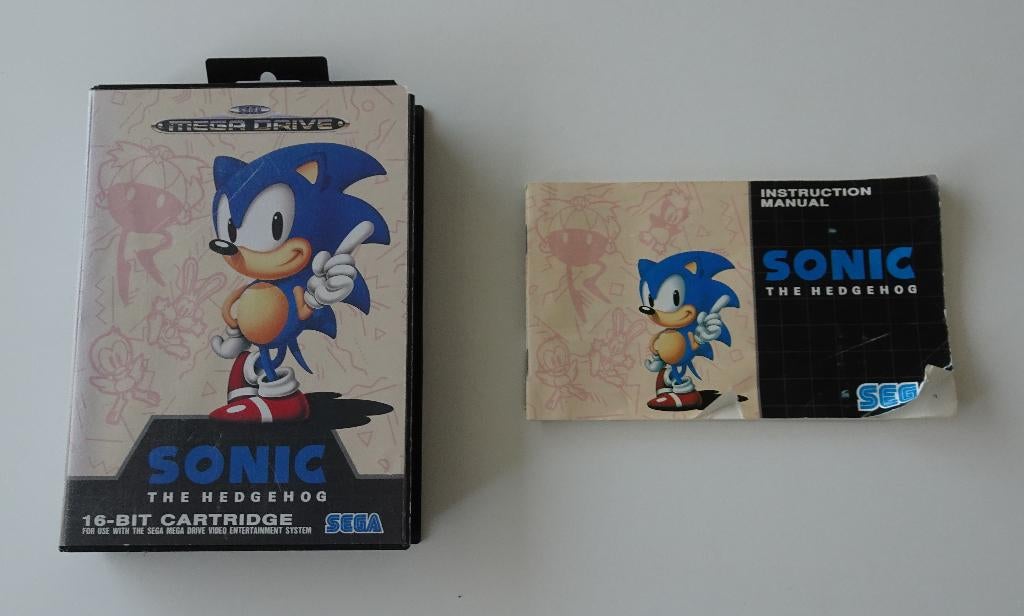 SEGA
MEGA DRIVE
SONIC
THE HEDGEHOG
16-BIT CARTRIDGE
FOR USE WITH THE SEGA MEGA DRIVE VIDEO ENTERTAINMENT SYSTEM
SEGA
INSTRUCTION
MANUAL
SONIC
THE HEDGEHOG
SEG